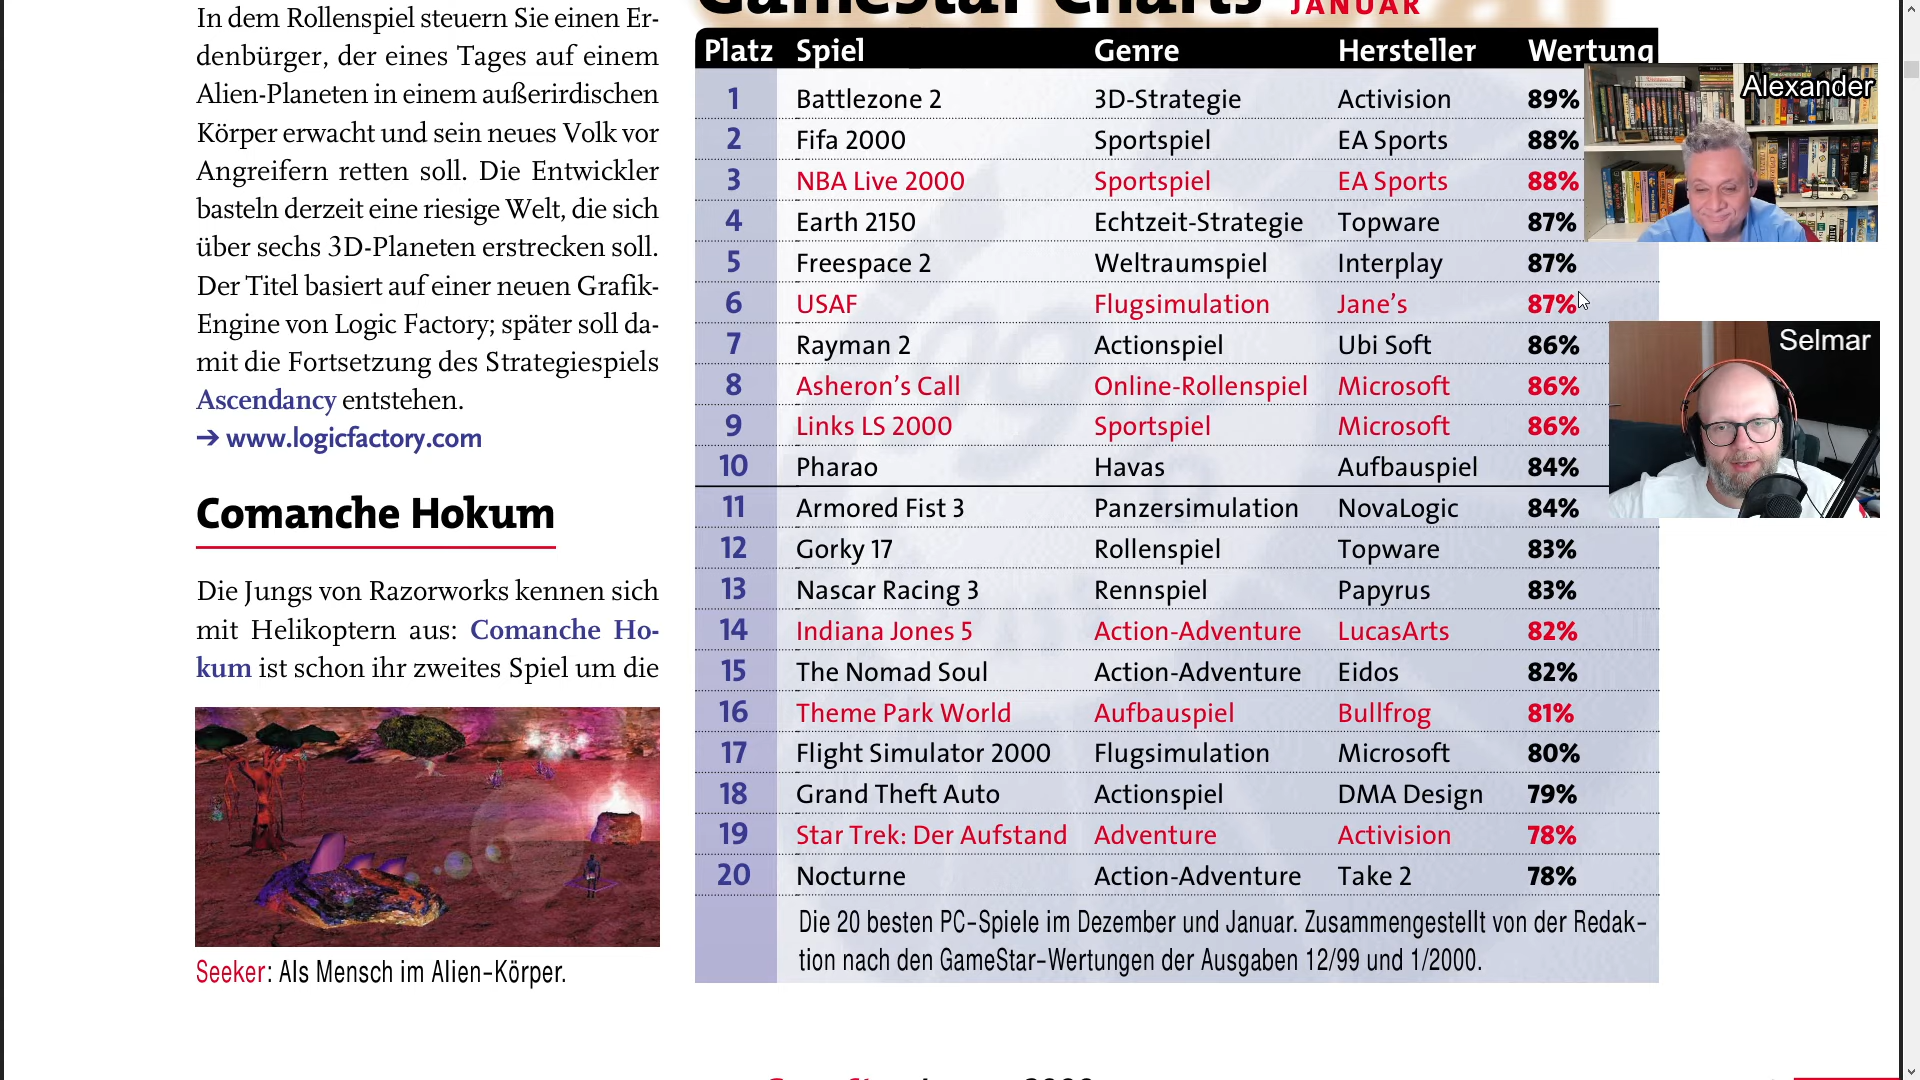 In dem Rollenspiel steuern Sie einen Er-
denbürger, der eines Tages auf einem
Alien-Planeten in einem außerirdischen
Körper erwacht und sein neues Volk vor
Angreifern retten soll. Die Entwickler
basteln derzeit eine riesige Welt, die sich
über sechs 3D-Planeten erstrecken soll.
Der Titel basiert auf einer neuen Grafik-
Engine von Logic Factory; später soll da-
mit die Fortsetzung des Strategiespiels
Ascendancy entstehen.
➔ www.logicfactory.com
Comanche Hokum
Die Jungs von Razorworks kennen sich
mit Helikoptern aus: Comanche Ho-
kum ist schon ihr zweites Spiel um die
Seeker: Als Mensch im Alien-Körper.
GameStar Charts JANUAR
Platz Spiel Genre Hersteller Wertung
1 Battlezone 2 3D-Strategie Activision 89%
2 Fifa 2000 Sportspiel EA Sports 88%
3 NBA Live 2000 Sportspiel EA Sports 88%
4 Earth 2150 Echtzeit-Strategie Topware 87%
5 Freespace 2 Weltraumspiel Interplay 87%
6 USAF Flugsimulation Jane's 87%
7 Rayman 2 Actionspiel Ubi Soft 86%
8 Asheron's Call Online-Rollenspiel Microsoft 86%
9 Links LS 2000 Sportspiel Microsoft 86%
10 Pharao Havas Aufbauspiel 84%
11 Armored Fist 3 Panzersimulation NovaLogic 84%
12 Gorky 17 Rollenspiel Topware 83%
13 Nascar Racing 3 Rennspiel Papyrus 83%
14 Indiana Jones 5 Action-Adventure LucasArts 82%
15 The Nomad Soul Action-Adventure Eidos 82%
16 Theme Park World Aufbauspiel Bullfrog 81%
17 Flight Simulator 2000 Flugsimulation Microsoft 80%
18 Grand Theft Auto Actionspiel DMA Design 79%
19 Star Trek: Der Aufstand Adventure Activision 78%
20 Nocturne Action-Adventure Take 2 78%
Die 20 besten PC-Spiele im Dezember und Januar. Zusammengestellt von der Redak-
tion nach den GameStar-Wertungen der Ausgaben 12/99 und 1/2000.
Alexander
Selmar